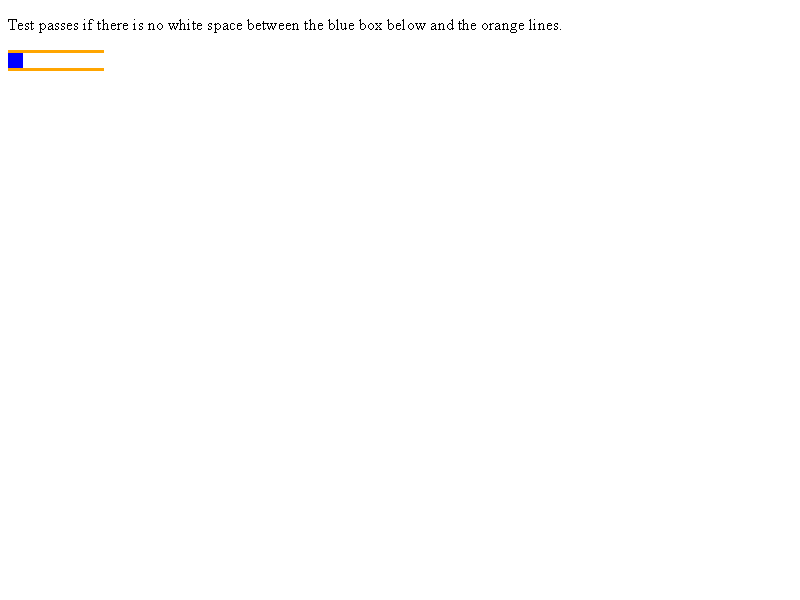 Test passes if there is no white space between the blue box below and the orange lines.